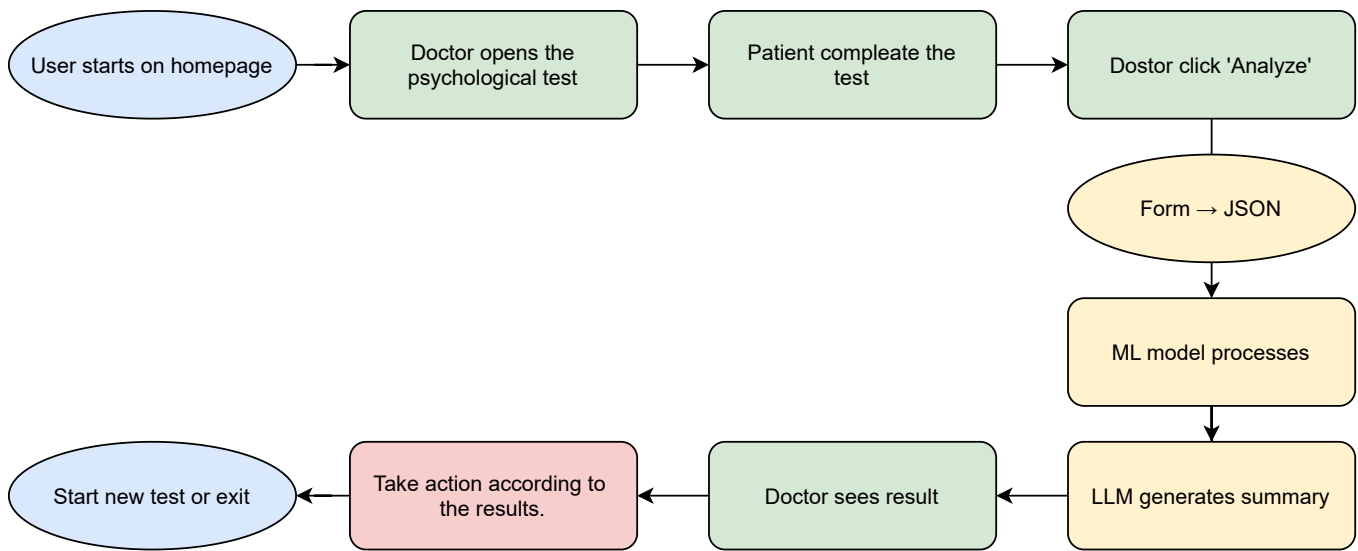 User starts on homepage
Doctor opens the
psychological test
Patient compleate the
test
Dostor click 'Analyze'
Form → JSON
ML model processes
LLM generates summary
Doctor sees result
Take action according to
the results.
Start new test or exit